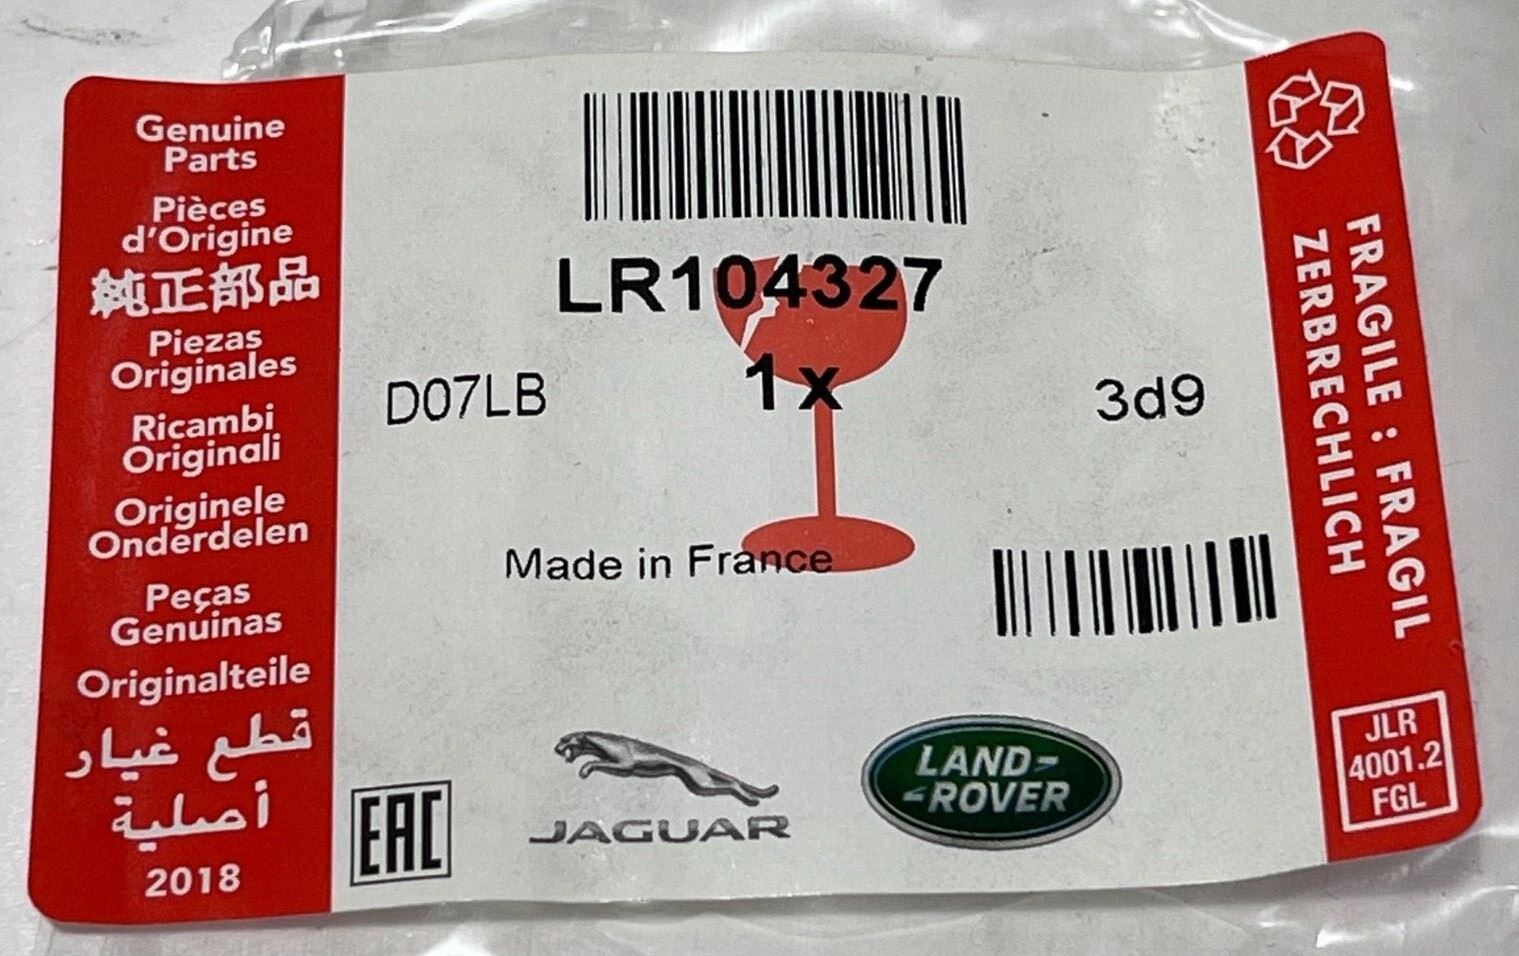 Genuine
Parts
Pièces
d'Origine
純正部品
Piezas
Originales
Ricambi
Originali
Originele
Onderdelen
Peças
Genuinas
Originalteile
قطع غيار
أصلية
2018
LR104327
D07LB
1x
3d9
Made in France
EAC
JAGUAR
LAND-
-ROVER
FRAGILE : FRAGIL
ZERBRECHLICH
JLR
4001.2
FGL